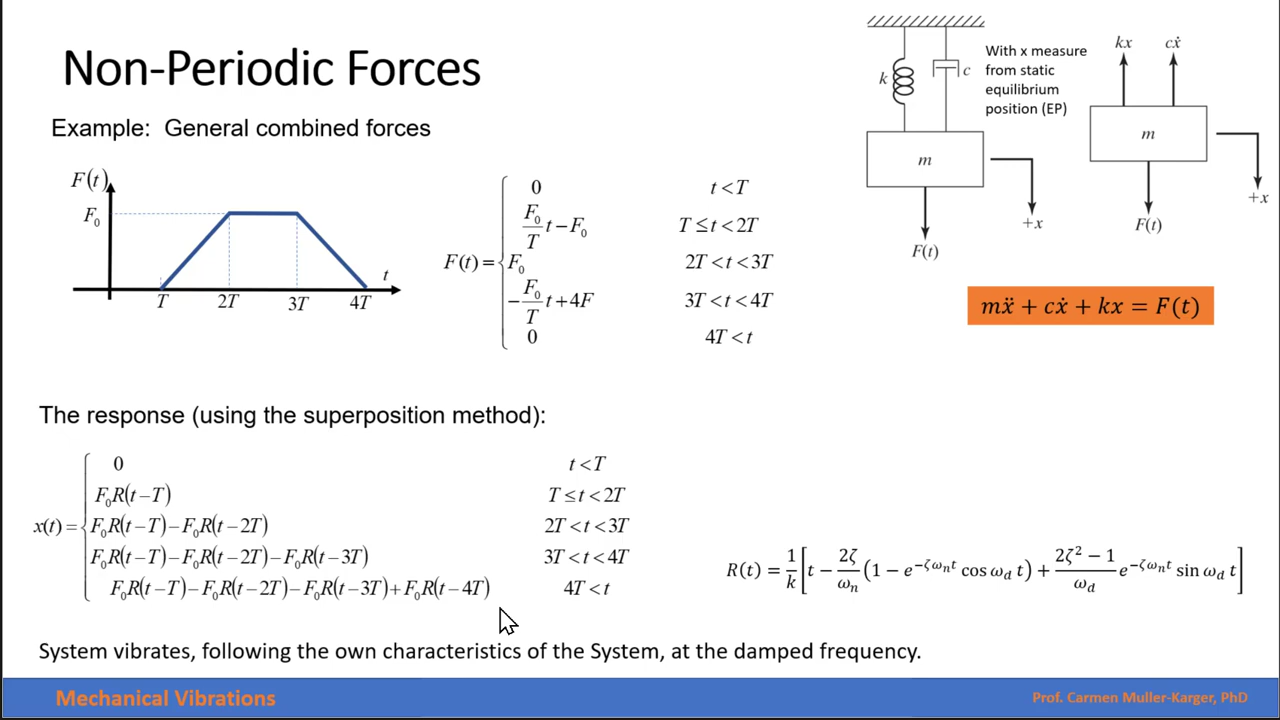 Non-Periodic Forces
Example: General combined forces
F(t)
F₀
t
T 2T 3T 4T
F(t) = { 0 t < T
F₀/T t − F₀ T ≤ t < 2T
F₀ 2T < t < 3T
−F₀/T t + 4F 3T < t < 4T
0 4T < t
k
c
m
F(t)
+x
With x measure
from static
equilibrium
position (EP)
kx cẋ
m
F(t)
+x
mẍ + cẋ + kx = F(t)
The response (using the superposition method):
x(t) = { 0 t < T
F₀R(t−T) T ≤ t < 2T
F₀R(t−T)−F₀R(t−2T) 2T < t < 3T
F₀R(t−T)−F₀R(t−2T)−F₀R(t−3T) 3T < t < 4T
F₀R(t−T)−F₀R(t−2T)−F₀R(t−3T)+F₀R(t−4T) 4T < t
R(t) = 1/k [t − 2ζ/ωₙ (1 − e^(−ζωₙt) cos ω_d t) + (2ζ² − 1)/ω_d e^(−ζωₙt) sin ω_d t]
System vibrates, following the own characteristics of the System, at the damped frequency.
Mechanical Vibrations
Prof. Carmen Muller-Karger, PhD